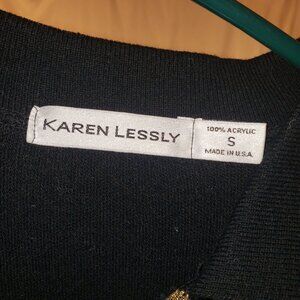 KAREN LESSLY
100% ACRYLIC
S
MADE IN U.S.A.